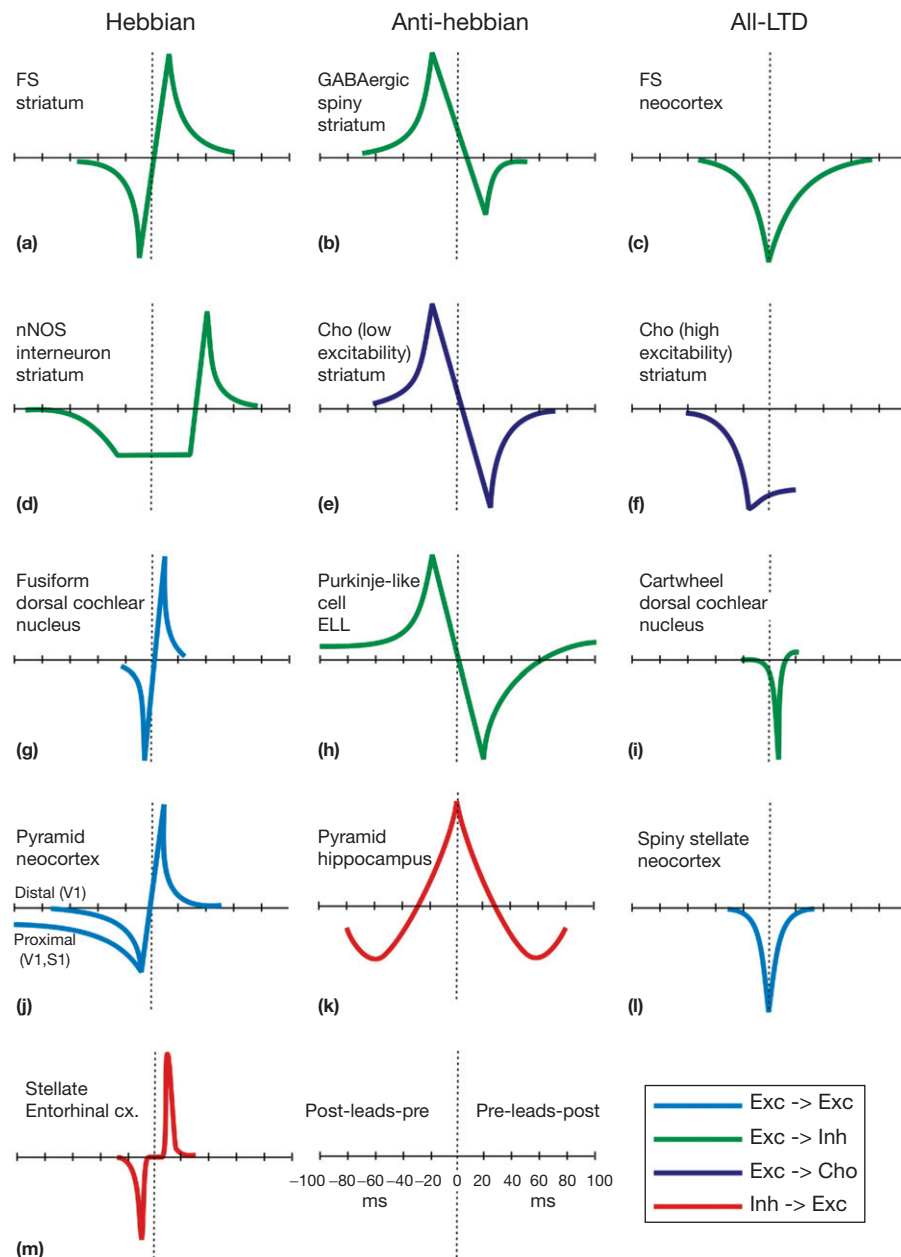 Hebbian
Anti-hebbian
All-LTD
FS
striatum
(a)
GABAergic
spiny
striatum
(b)
FS
neocortex
(c)
nNOS
interneuron
striatum
(d)
Cho (low
excitability)
striatum
(e)
Cho (high
excitability)
striatum
(f)
Fusiform
dorsal cochlear
nucleus
(g)
Purkinje-like
cell
ELL
(h)
Cartwheel
dorsal cochlear
nucleus
(i)
Pyramid
neocortex
Distal (V1)
Proximal
(V1,S1)
(j)
Pyramid
hippocampus
(k)
Spiny stellate
neocortex
(l)
Stellate
Entorhinal cx.
(m)
Post-leads-pre
Pre-leads-post
−100 −80 −60 −40 −20 0 20 40 60 80 100
ms
ms
Exc -> Exc
Exc -> Inh
Exc -> Cho
Inh -> Exc